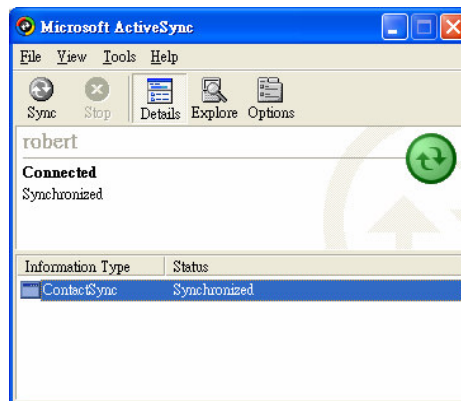 Microsoft ActiveSync
File View Tools Help
Sync Stop Details Explore Options
robert
Connected
Synchronized
Information Type Status
ContactSync Synchronized